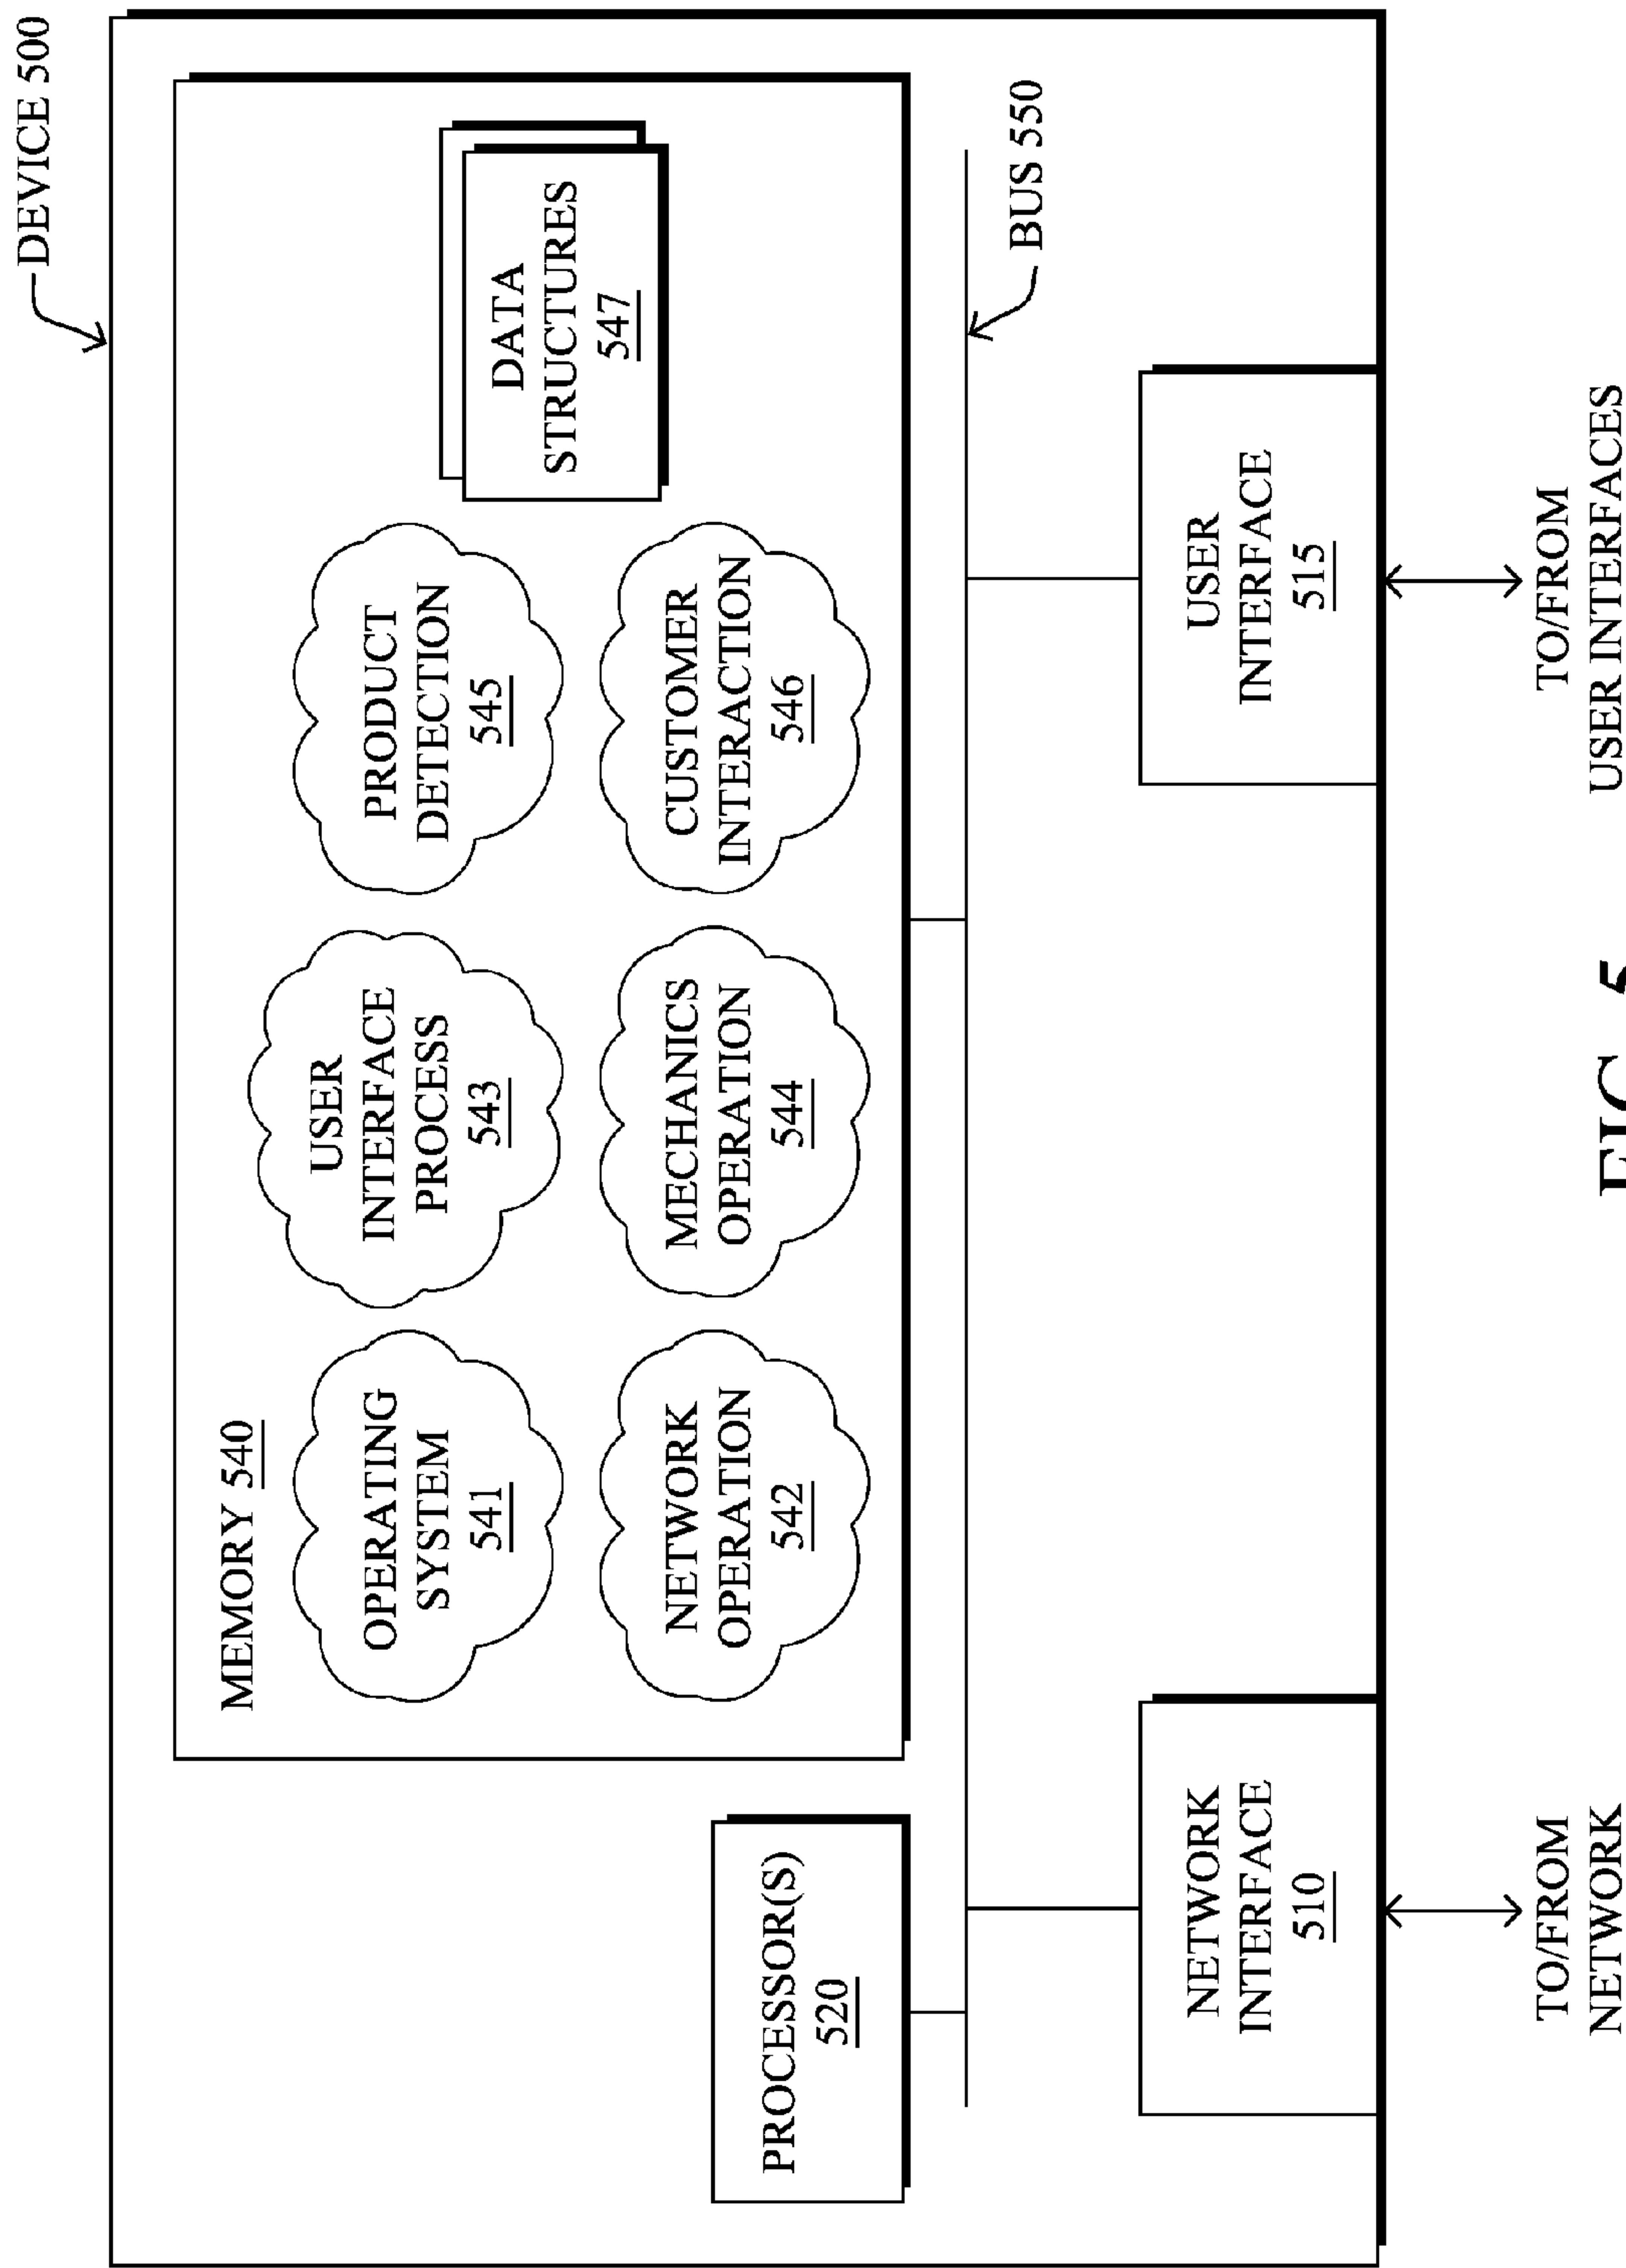 DEVICE 500
MEMORY 540
OPERATING
SYSTEM
541
USER
INTERFACE
PROCESS
543
PRODUCT
DETECTION
545
NETWORK
OPERATION
542
MECHANICS
OPERATION
544
CUSTOMER
INTERACTION
546
DATA
STRUCTURES
547
PROCESSOR(S)
520
BUS 550
NETWORK
INTERFACE
510
USER
INTERFACE
515
TO/FROM
NETWORK
TO/FROM
USER INTERFACES
FIG. 5